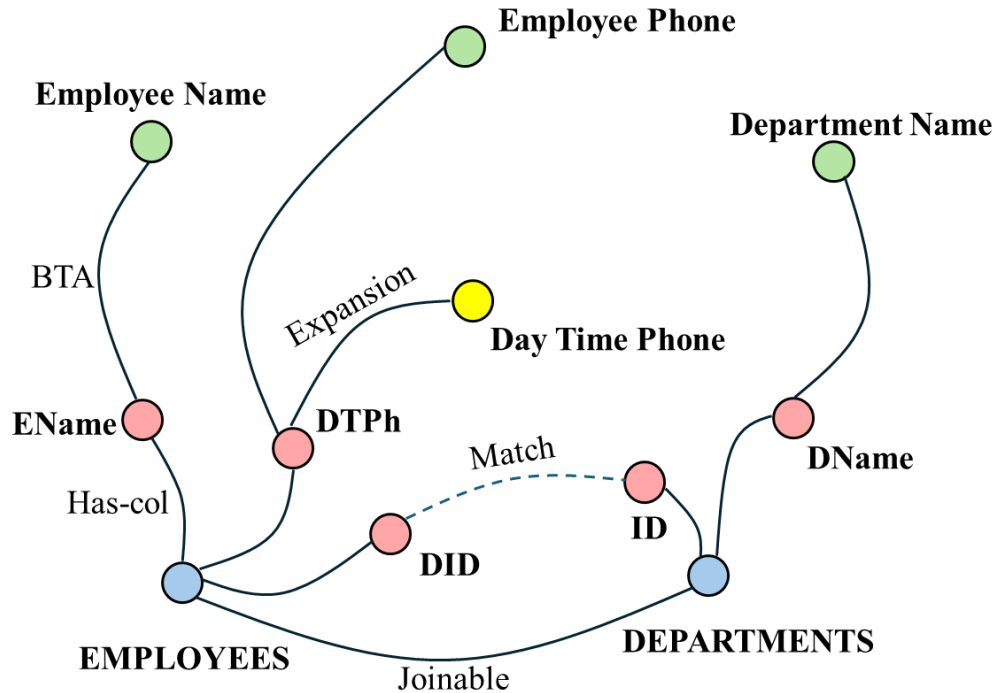 Employee Phone
Employee Name
Department Name
BTA
Expansion
Day Time Phone
EName
DTPh
Match
DName
Has-col
ID
DID
EMPLOYEES
DEPARTMENTS
Joinable